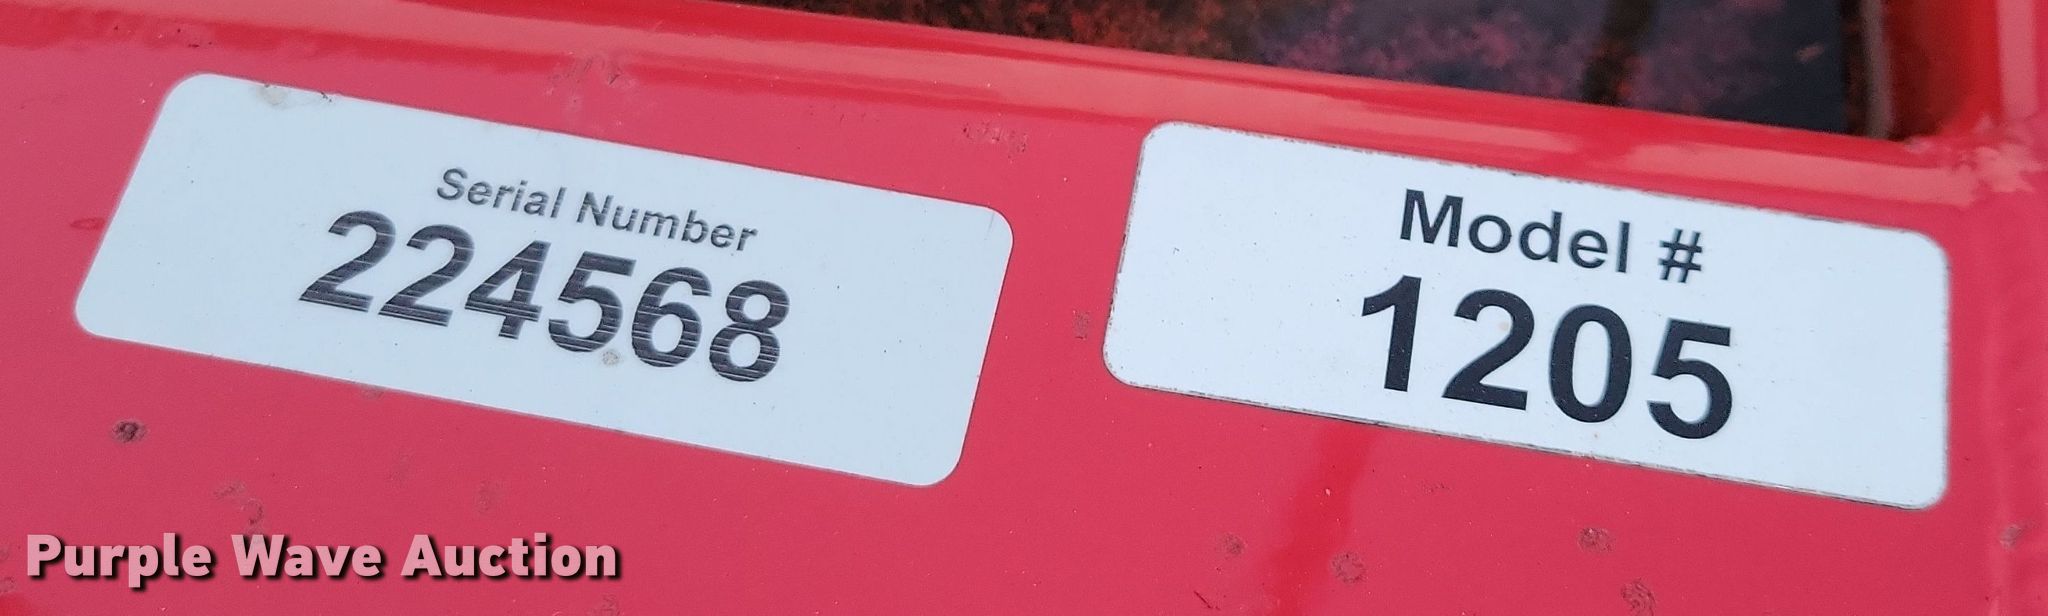 Serial Number
224568
Model #
1205
Purple Wave Auction